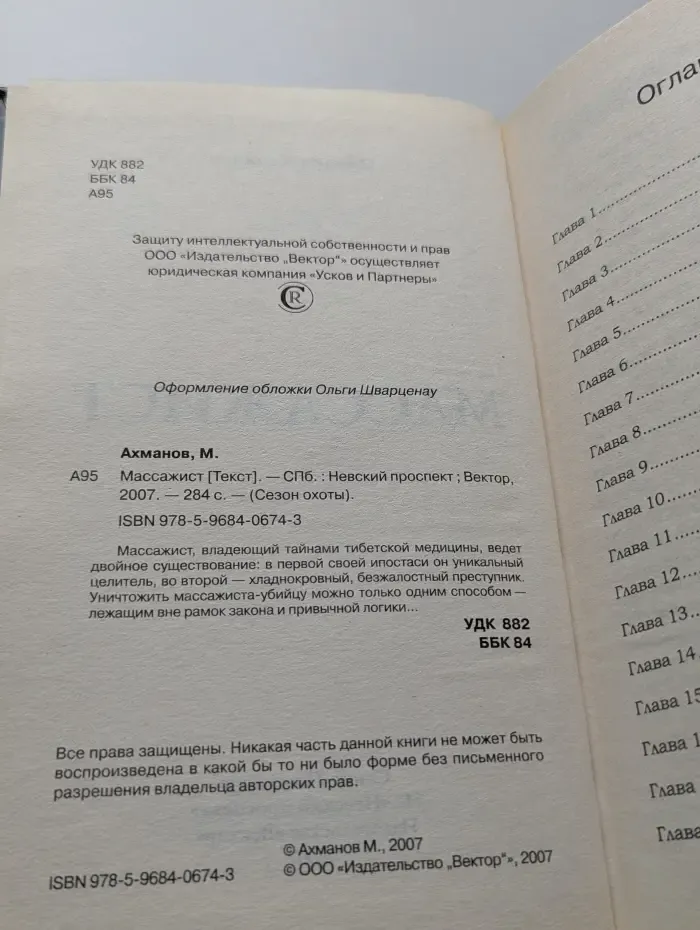 УДК 882
ББК 84
А95
Защиту интеллектуальной собственности и прав
ООО «Издательство „Вектор“» осуществляет
юридическая компания «Усков и Партнеры»
Оформление обложки Ольги Шварценау
Ахманов, М.
А95 Массажист [Текст]. — СПб. : Невский проспект ; Вектор,
2007. — 284 с. — (Сезон охоты).
ISBN 978-5-9684-0674-3
Массажист, владеющий тайнами тибетской медицины, ведет
двойное существование: в первой своей ипостаси он уникальный
целитель, во второй — хладнокровный, безжалостный преступник.
Уничтожить массажиста-убийцу можно только одним способом —
лежащим вне рамок закона и привычной логики...
УДК 882
ББК 84
Все права защищены. Никакая часть данной книги не может быть
воспроизведена в какой бы то ни было форме без письменного
разрешения владельца авторских прав.
© Ахманов М., 2007
ISBN 978-5-9684-0674-3 © ООО «Издательство „Вектор“», 2007
Глава 1
Глава 2
Глава 3
Глава 4
Глава 5
Глава 6
Глава 7
Глава 8
Глава 9
Глава 10
Глава 11
Глава 12
Глава 13
Глава 14
Глава 15
Глава
Глава
Глава